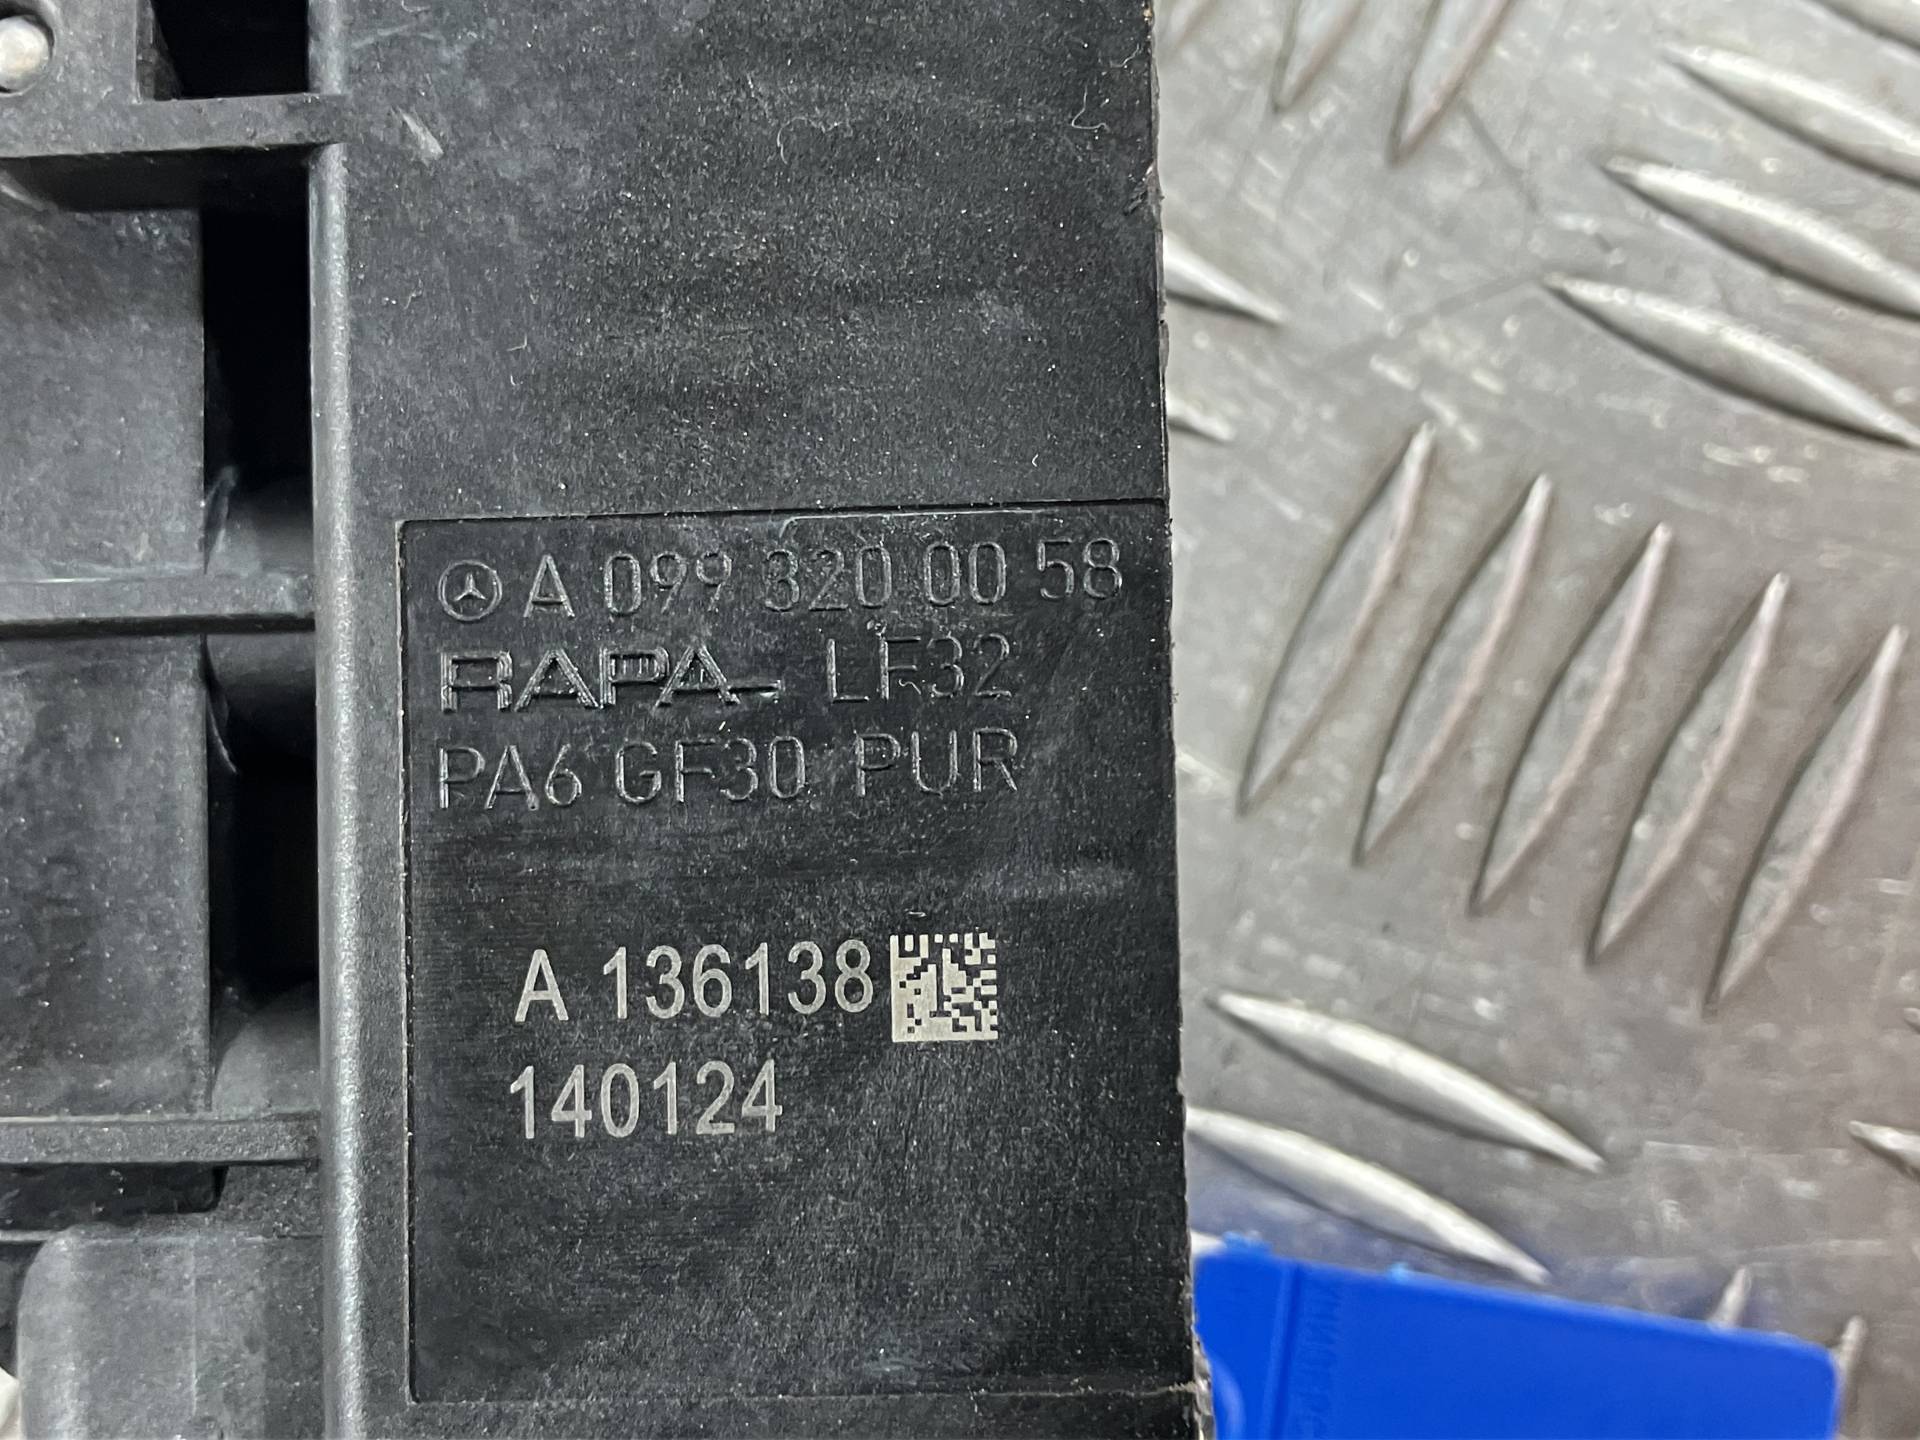 A 099 320 00 58
RAPA LF32
PA6 GF30 PUR
A 136138
140124